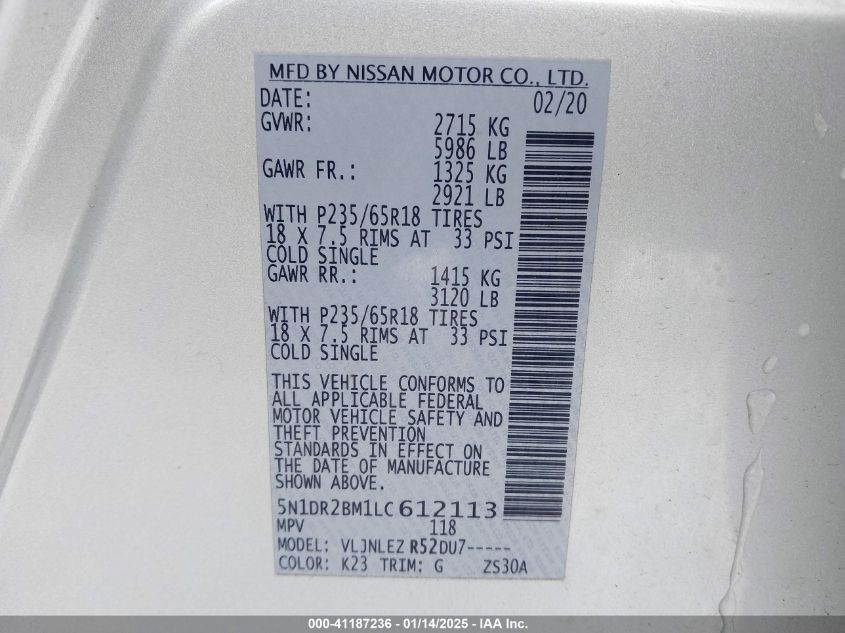 MFD BY NISSAN MOTOR CO., LTD.
DATE: 02/20
GVWR: 2715 KG
5986 LB
GAWR FR.: 1325 KG
2921 LB
WITH P235/65R18 TIRES
18 X 7.5 RIMS AT 33 PSI
COLD SINGLE
GAWR RR.: 1415 KG
3120 LB
WITH P235/65R18 TIRES
18 X 7.5 RIMS AT 33 PSI
COLD SINGLE
THIS VEHICLE CONFORMS TO
ALL APPLICABLE FEDERAL
MOTOR VEHICLE SAFETY AND
THEFT PREVENTION
STANDARDS IN EFFECT ON
THE DATE OF MANUFACTURE
SHOWN ABOVE.
5N1DR2BM1LC612113
MPV 118
MODEL: VLJNLEZ R52DU7-----
COLOR: K23 TRIM: G ZS30A
000-41187236 - 01/14/2025 - IAA Inc.